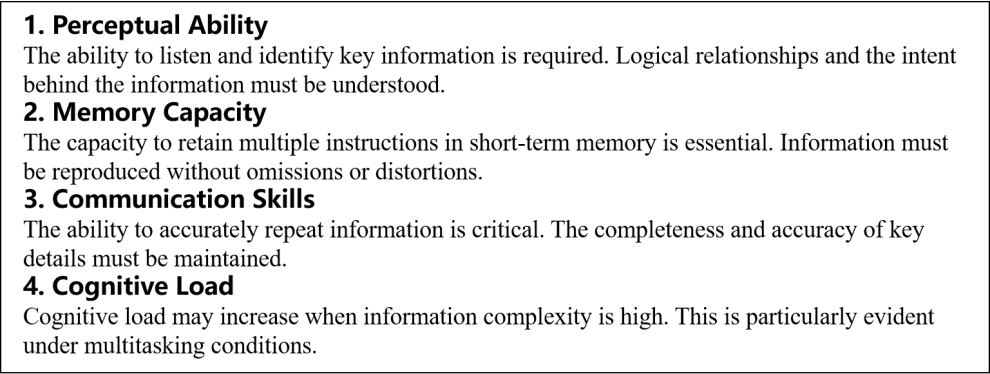 1. Perceptual Ability
The ability to listen and identify key information is required. Logical relationships and the intent
behind the information must be understood.
2. Memory Capacity
The capacity to retain multiple instructions in short-term memory is essential. Information must
be reproduced without omissions or distortions.
3. Communication Skills
The ability to accurately repeat information is critical. The completeness and accuracy of key
details must be maintained.
4. Cognitive Load
Cognitive load may increase when information complexity is high. This is particularly evident
under multitasking conditions.